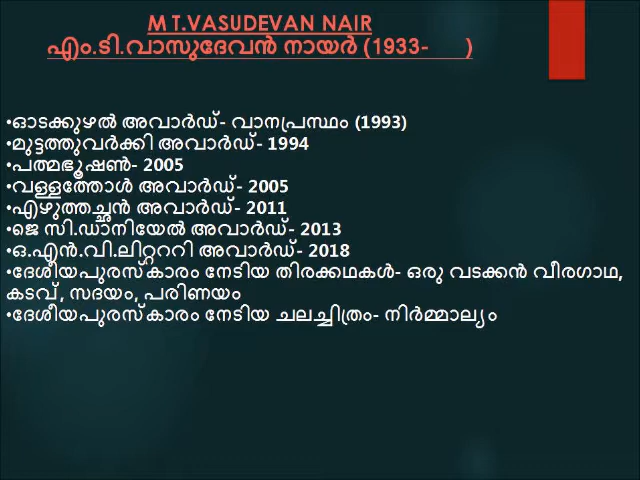 M T.VASUDEVAN NAIR
എം.ടി.വാസുദേവൻ നായർ (1933- )
•ഓടക്കുഴൽ അവാർഡ്- വാനപ്രസ്ഥം (1993)
•മുട്ടത്തുവർക്കി അവാർഡ്- 1994
•പത്മഭൂഷൺ- 2005
•വള്ളത്തോൾ അവാർഡ്- 2005
•എഴുത്തച്ഛൻ അവാർഡ്- 2011
•ജെ സി.ഡാനിയേൽ അവാർഡ്- 2013
•ഒ.എൻ.വി.ലിറ്റററി അവാർഡ്- 2018
•ദേശീയപുരസ്കാരം നേടിയ തിരക്കഥകൾ- ഒരു വടക്കൻ വീരഗാഥ,
കടവ്, സദയം, പരിണയം
•ദേശീയപുരസ്കാരം നേടിയ ചലച്ചിത്രം- നിർമ്മാല്യം